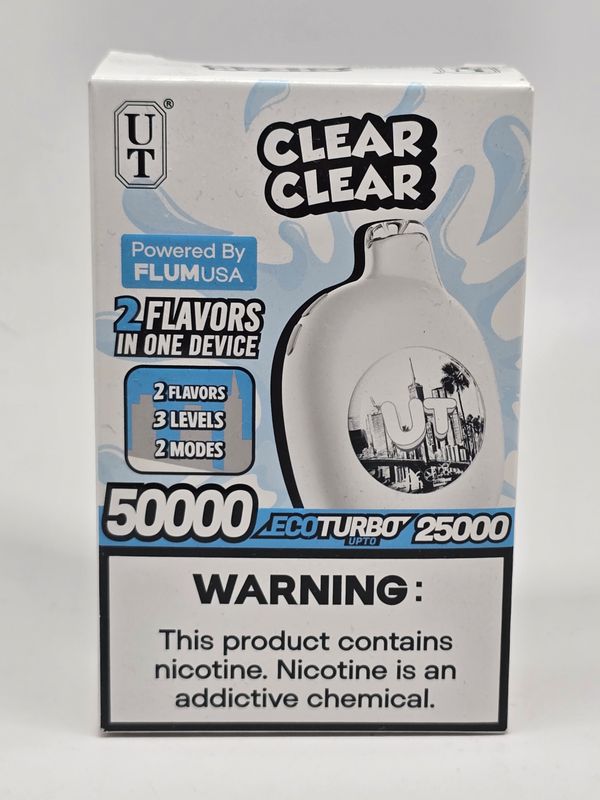 UT®
CLEAR
CLEAR
Powered By
FLUMUSA
2 FLAVORS
IN ONE DEVICE
2 FLAVORS
3 LEVELS
2 MODES
UT
50000 ECOTURBO 25000
UPTO
WARNING:
This product contains
nicotine. Nicotine is an
addictive chemical.